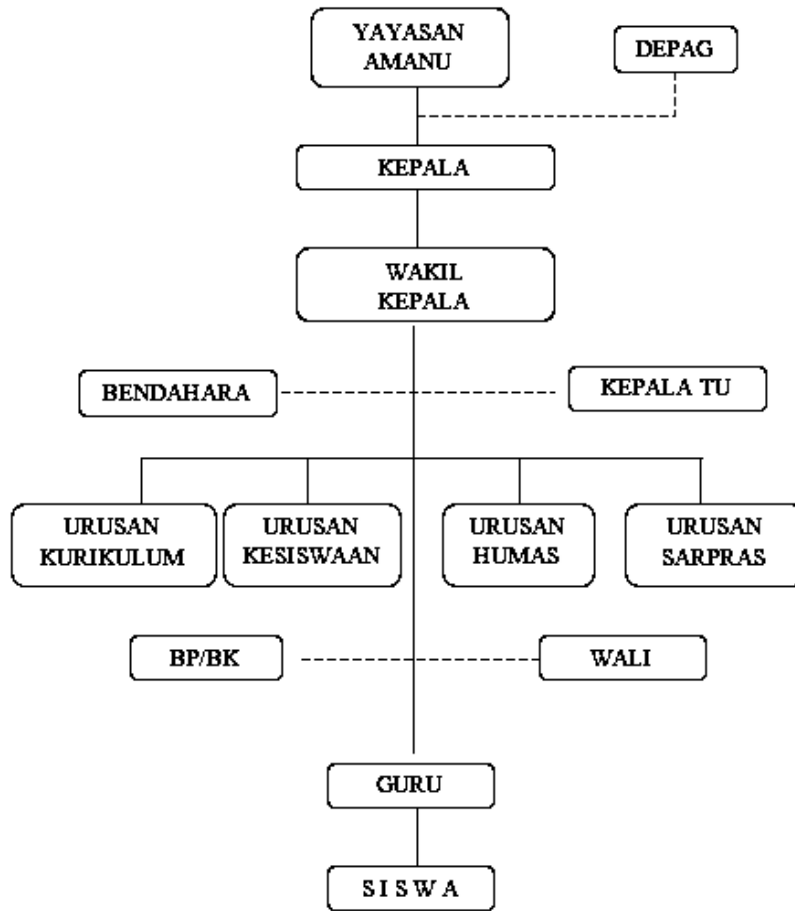 YAYASAN
AMANU
DEPAG
KEPALA
WAKIL
KEPALA
BENDAHARA
KEPALA TU
URUSAN
KURIKULUM
URUSAN
KESISWAAN
URUSAN
HUMAS
URUSAN
SARPRAS
BP/BK
WALI
GURU
S I S W A